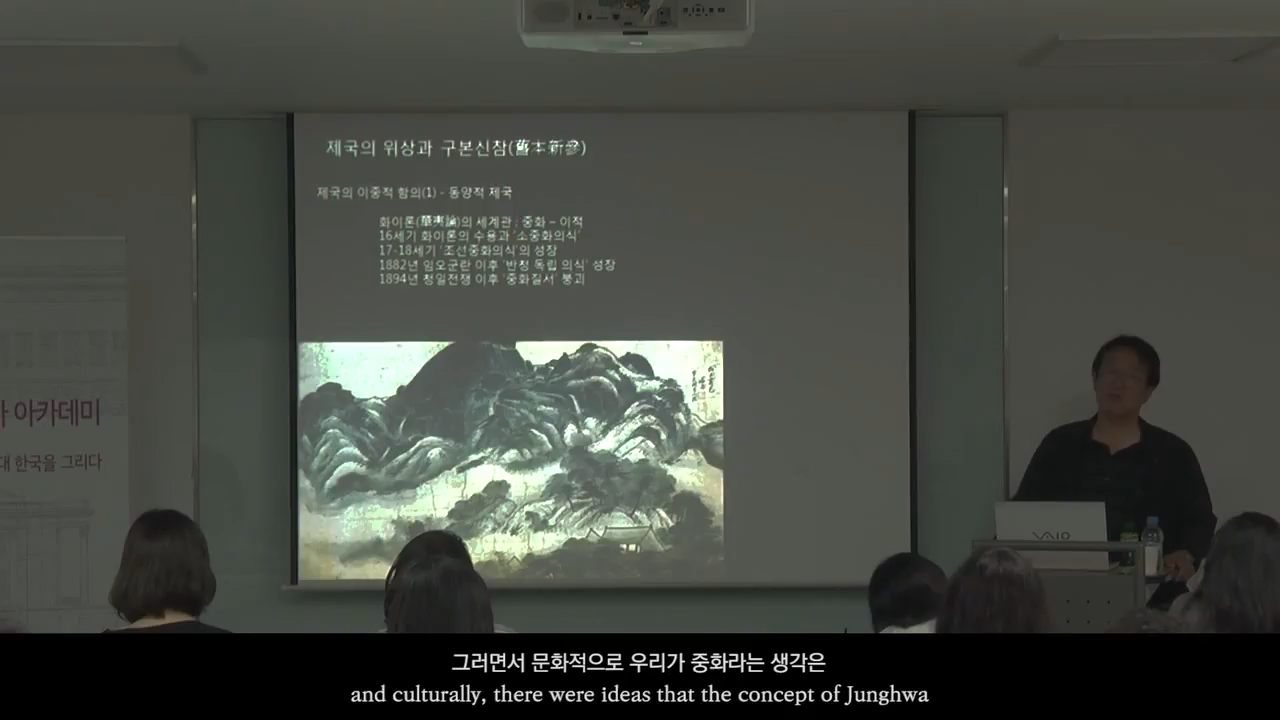 제국의 위상과 구본신참(舊本新參)
제국의 이중적 함의(1) - 동양적 제국
화이론(華夷論)의 세계관 : 중화 – 이적
16세기 화이론의 수용과 '소중화의식'
17-18세기 '조선중화의식'의 성장
1882년 임오군란 이후 '반청 독립 의식' 성장
1894년 청일전쟁 이후 '중화질서' 붕괴
아카데미
한국을 그리다
VAIO
그러면서 문화적으로 우리가 중화라는 생각은
and culturally, there were ideas that the concept of Junghwa